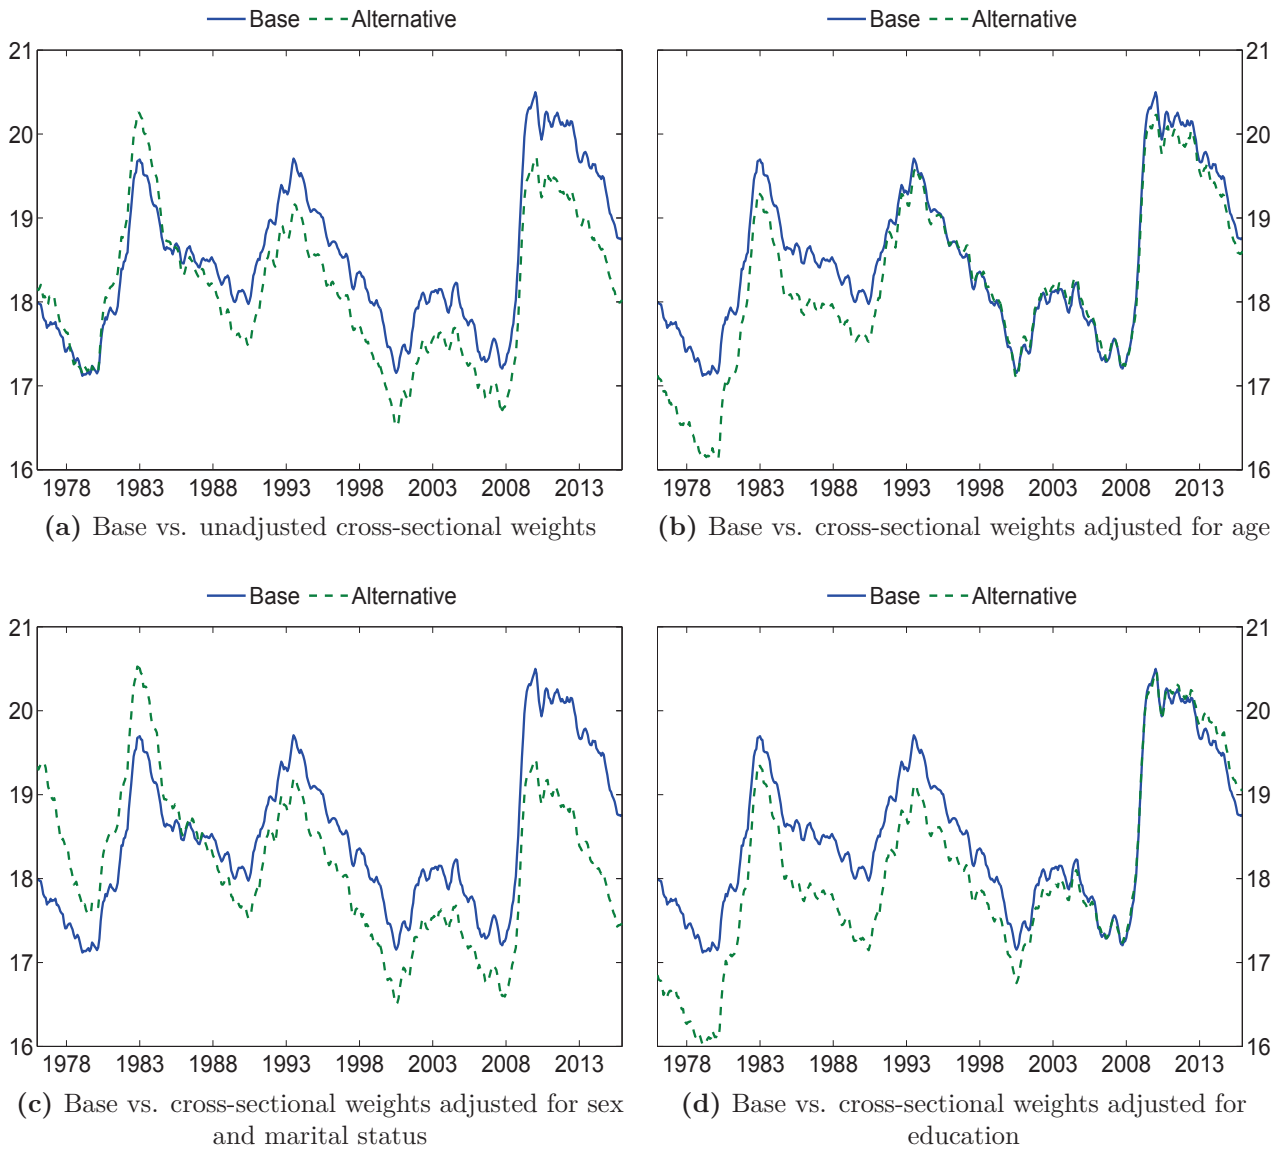 Base Alternative
Base Alternative
21
20
19
18
17
16
1978 1983 1988 1993 1998 2003 2008 2013
(a) Base vs. unadjusted cross-sectional weights
21
20
19
18
17
16
1978 1983 1988 1993 1998 2003 2008 2013
(b) Base vs. cross-sectional weights adjusted for age
Base Alternative
Base Alternative
21
20
19
18
17
16
1978 1983 1988 1993 1998 2003 2008 2013
(c) Base vs. cross-sectional weights adjusted for sex
and marital status
21
20
19
18
17
16
1978 1983 1988 1993 1998 2003 2008 2013
(d) Base vs. cross-sectional weights adjusted for
education